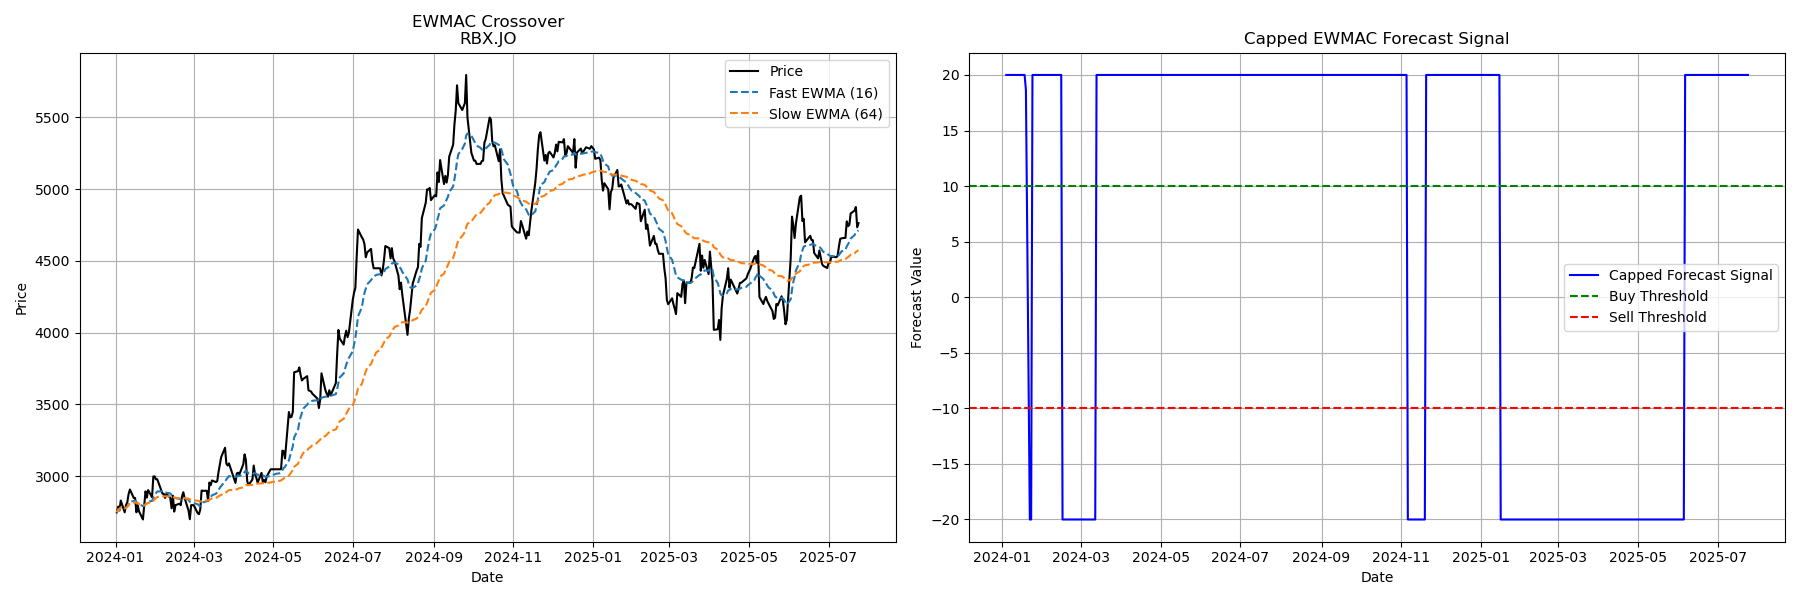 EWMAC Crossover
RBX.JO
Price
Fast EWMA (16)
Slow EWMA (64)
5500
5000
4500
4000
3500
3000
Price
2024-01 2024-03 2024-05 2024-07 2024-09 2024-11 2025-01 2025-03 2025-05 2025-07
Date
Capped EWMAC Forecast Signal
20
15
10
5
0
−5
−10
−15
−20
Forecast Value
Capped Forecast Signal
Buy Threshold
Sell Threshold
2024-01 2024-03 2024-05 2024-07 2024-09 2024-11 2025-01 2025-03 2025-05 2025-07
Date